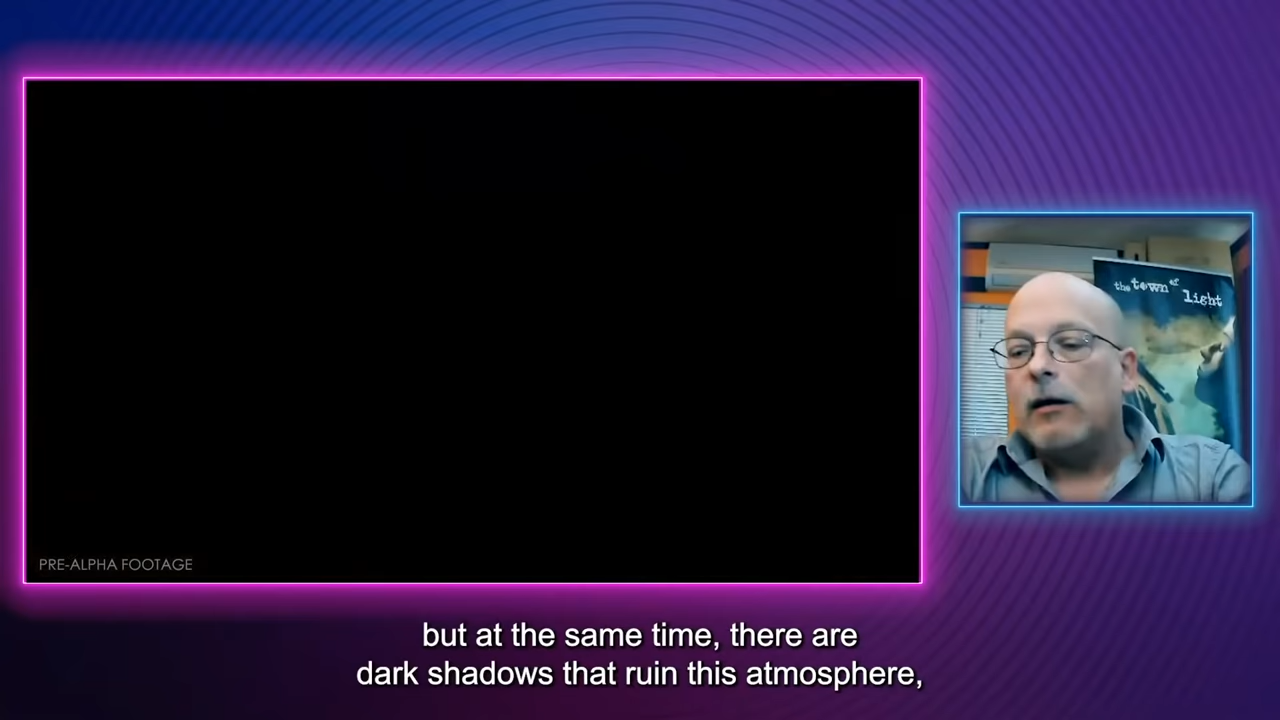 the town of
light
PRE-ALPHA FOOTAGE
but at the same time, there are
dark shadows that ruin this atmosphere,